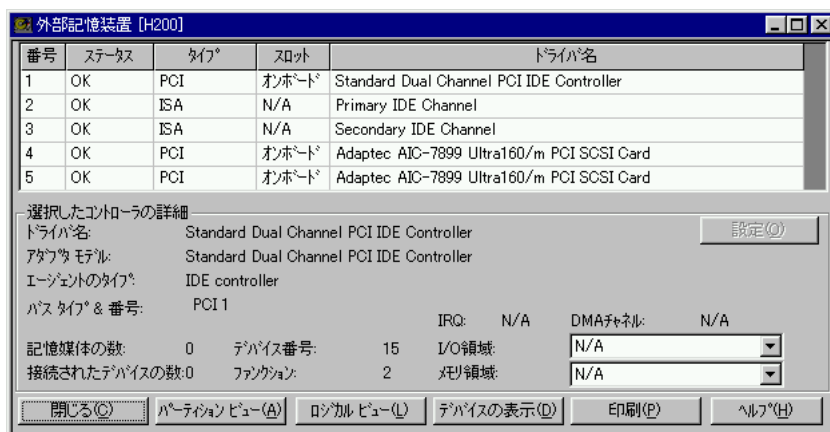 外部記憶装置 [H200]
番号 ステータス タイプ スロット ドライバ名
1 OK PCI オンボード Standard Dual Channel PCI IDE Controller
2 OK ISA N/A Primary IDE Channel
3 OK ISA N/A Secondary IDE Channel
4 OK PCI オンボード Adaptec AIC-7899 Ultra160/m PCI SCSI Card
5 OK PCI オンボード Adaptec AIC-7899 Ultra160/m PCI SCSI Card
選択したコントローラの詳細
ドライバ名: Standard Dual Channel PCI IDE Controller 設定(O)
アダプタ モデル: Standard Dual Channel PCI IDE Controller
エージェントのタイプ: IDE controller
バス タイプ & 番号: PCI 1
IRQ: N/A DMAチャネル: N/A
記憶媒体の数: 0 デバイス番号: 15 I/O領域: N/A
接続されたデバイスの数:0 ファンクション: 2 メモリ領域: N/A
閉じる(C) パーティション ビュー(A) ロジカル ビュー(L) デバイスの表示(D) 印刷(P) ヘルプ(H)